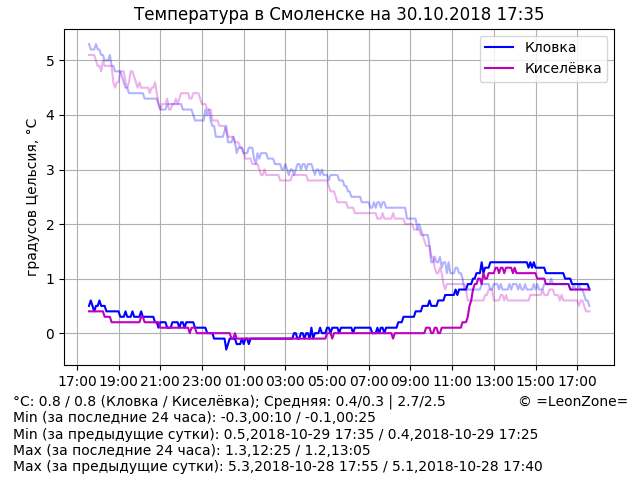 Температура в Смоленске на 30.10.2018 17:35
Кловка
Киселёвка
градусов Цельсия, °C
5
4
3
2
1
0
17:00 19:00 21:00 23:00 01:00 03:00 05:00 07:00 09:00 11:00 13:00 15:00 17:00
°C: 0.8 / 0.8 (Кловка / Киселёвка); Средняя: 0.4/0.3 | 2.7/2.5 © =LeonZone=
Min (за последние 24 часа): -0.3,00:10 / -0.1,00:25
Min (за предыдущие сутки): 0.5,2018-10-29 17:35 / 0.4,2018-10-29 17:25
Max (за последние 24 часа): 1.3,12:25 / 1.2,13:05
Max (за предыдущие сутки): 5.3,2018-10-28 17:55 / 5.1,2018-10-28 17:40